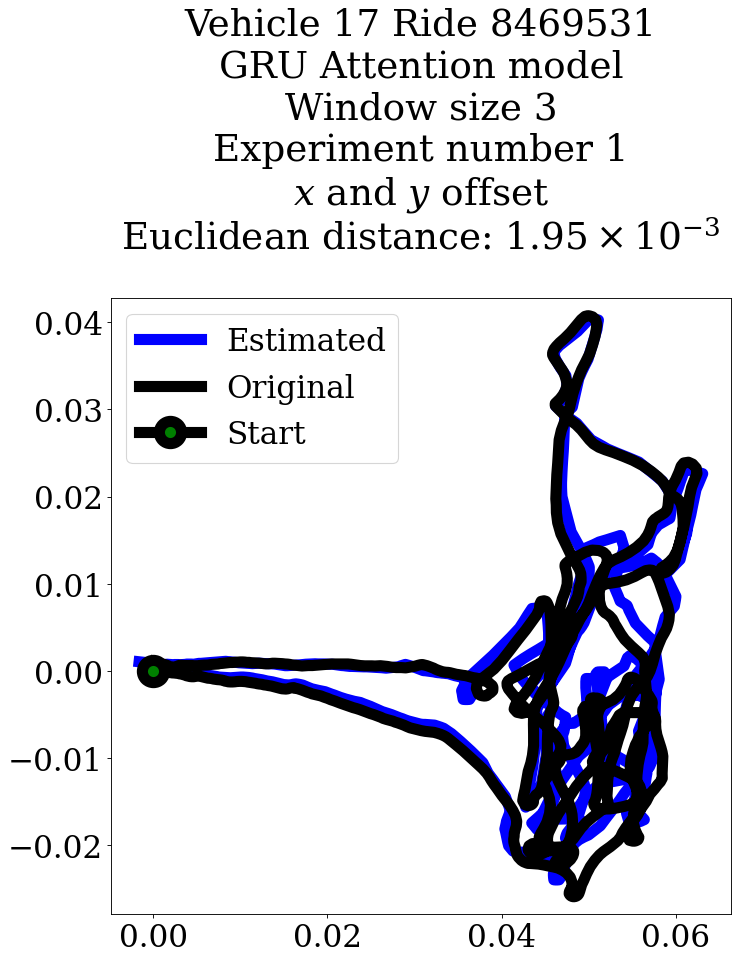 Vehicle 17 Ride 8469531
GRU Attention model
Window size 3
Experiment number 1
x and y offset
Euclidean distance: 1.95 × 10⁻³
Estimated
Original
Start
0.04
0.03
0.02
0.01
0.00
−0.01
−0.02
0.00 0.02 0.04 0.06